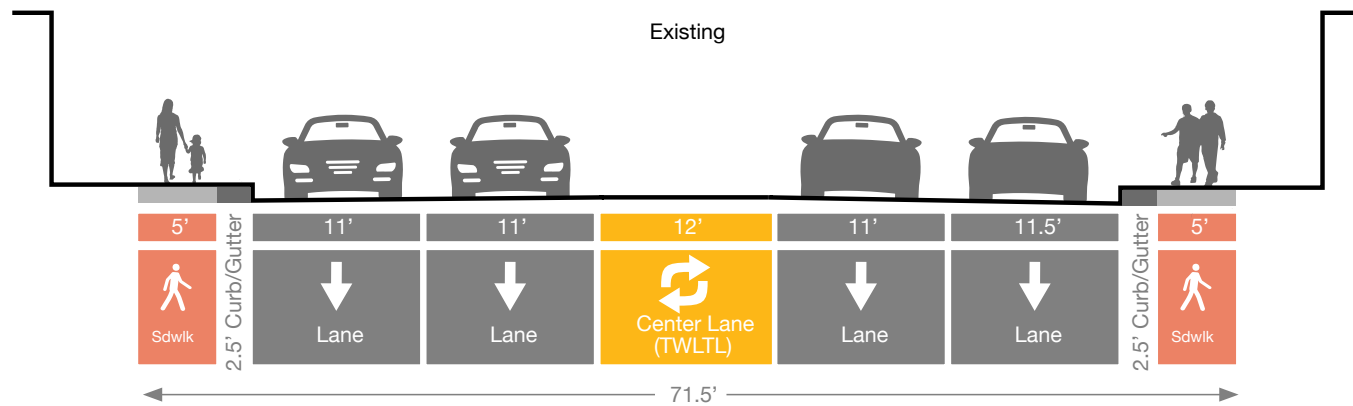 Existing
5’
11’
11’
12’
11’
11.5’
5’
2.5’ Curb/Gutter
2.5’ Curb/Gutter
Sdwlk
Lane
Lane
Center Lane
(TWLTL)
Lane
Lane
Sdwlk
71.5’